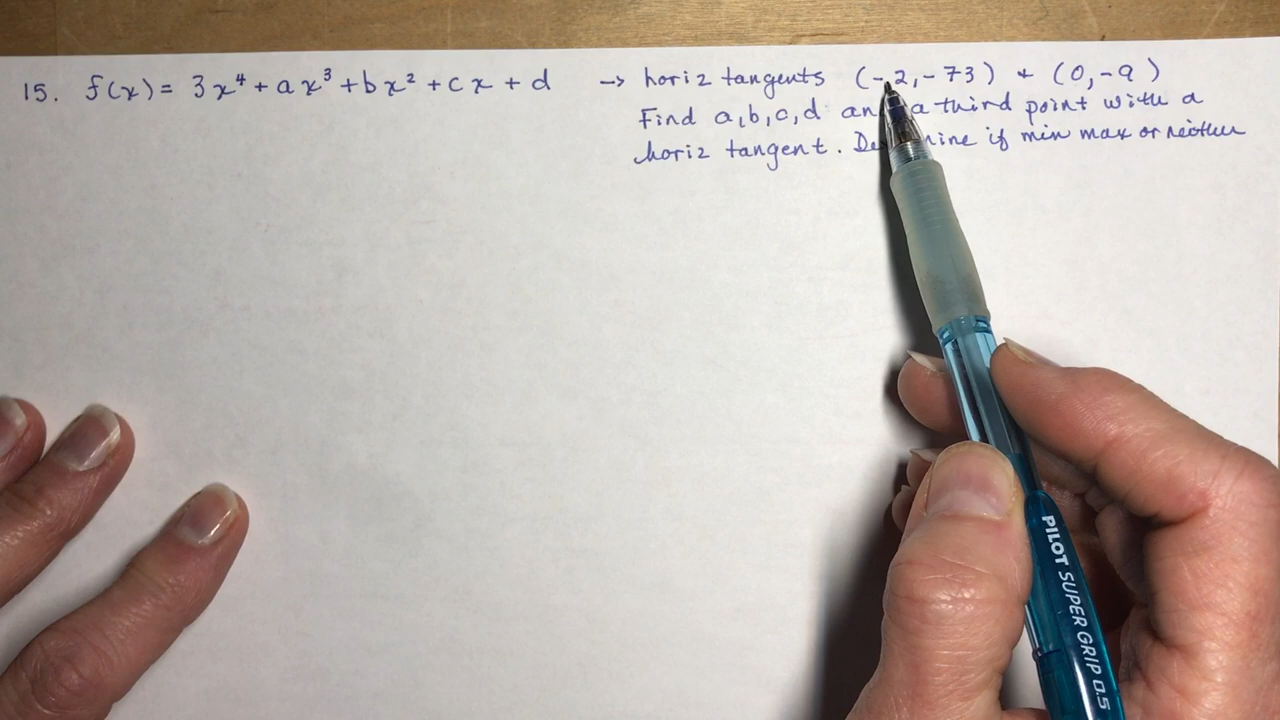 15. f(x) = 3x⁴ + ax³ + bx² + cx + d → horiz tangents (-2, -73) + (0, -9)
Find a, b, c, d a third point with a
horiz tangent. if min max or neither
PILOT SUPER GRIP 0.5